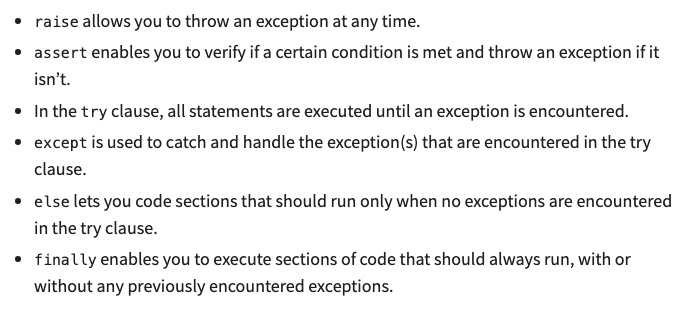 • raise allows you to throw an exception at any time.
• assert enables you to verify if a certain condition is met and throw an exception if it
isn’t.
• In the try clause, all statements are executed until an exception is encountered.
• except is used to catch and handle the exception(s) that are encountered in the try
clause.
• else lets you code sections that should run only when no exceptions are encountered
in the try clause.
• finally enables you to execute sections of code that should always run, with or
without any previously encountered exceptions.